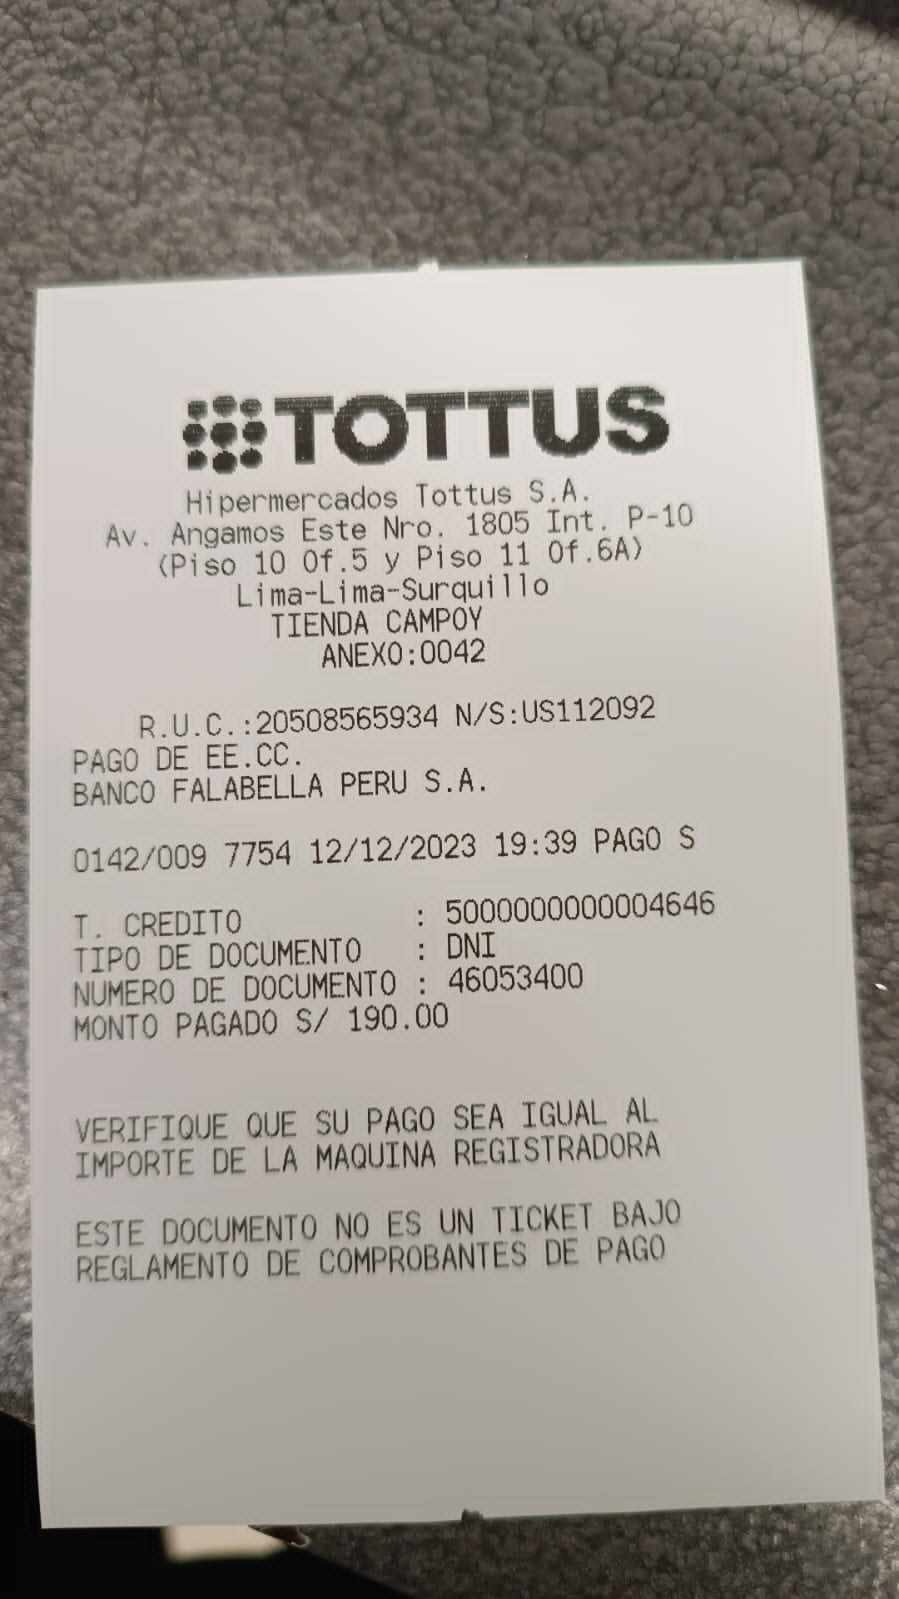 TOTTUS
Hipermercados Tottus S.A.
Av. Angamos Este Nro. 1805 Int. P-10
(Piso 10 Of.5 y Piso 11 Of.6A)
Lima-Lima-Surquillo
TIENDA CAMPOY
ANEXO:0042
R.U.C.:20508565934 N/S:US112092
PAGO DE EE.CC.
BANCO FALABELLA PERU S.A.
0142/009 7754 12/12/2023 19:39 PAGO S
T. CREDITO : 5000000000004646
TIPO DE DOCUMENTO : DNI
NUMERO DE DOCUMENTO : 46053400
MONTO PAGADO S/ 190.00
VERIFIQUE QUE SU PAGO SEA IGUAL AL
IMPORTE DE LA MAQUINA REGISTRADORA
ESTE DOCUMENTO NO ES UN TICKET BAJO
REGLAMENTO DE COMPROBANTES DE PAGO